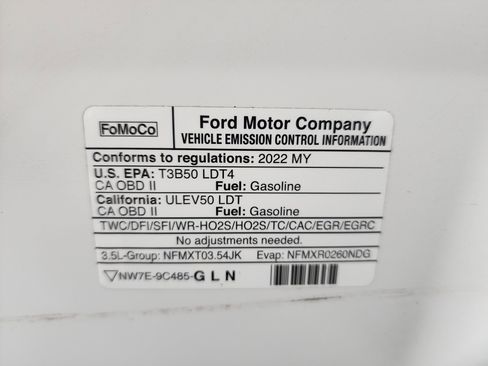 FoMoCo
Ford Motor Company
VEHICLE EMISSION CONTROL INFORMATION
Conforms to regulations: 2022 MY
U.S. EPA: T3B50 LDT4
CA OBD II Fuel: Gasoline
California: ULEV50 LDT
CA OBD II Fuel: Gasoline
TWC/DFI/SFI/WR-HO2S/HO2S/TC/CAC/EGR/EGRC
No adjustments needed.
3.5L-Group: NFMXT03.54JK Evap: NFMXR0260NDG
NW7E-9C485-GLN